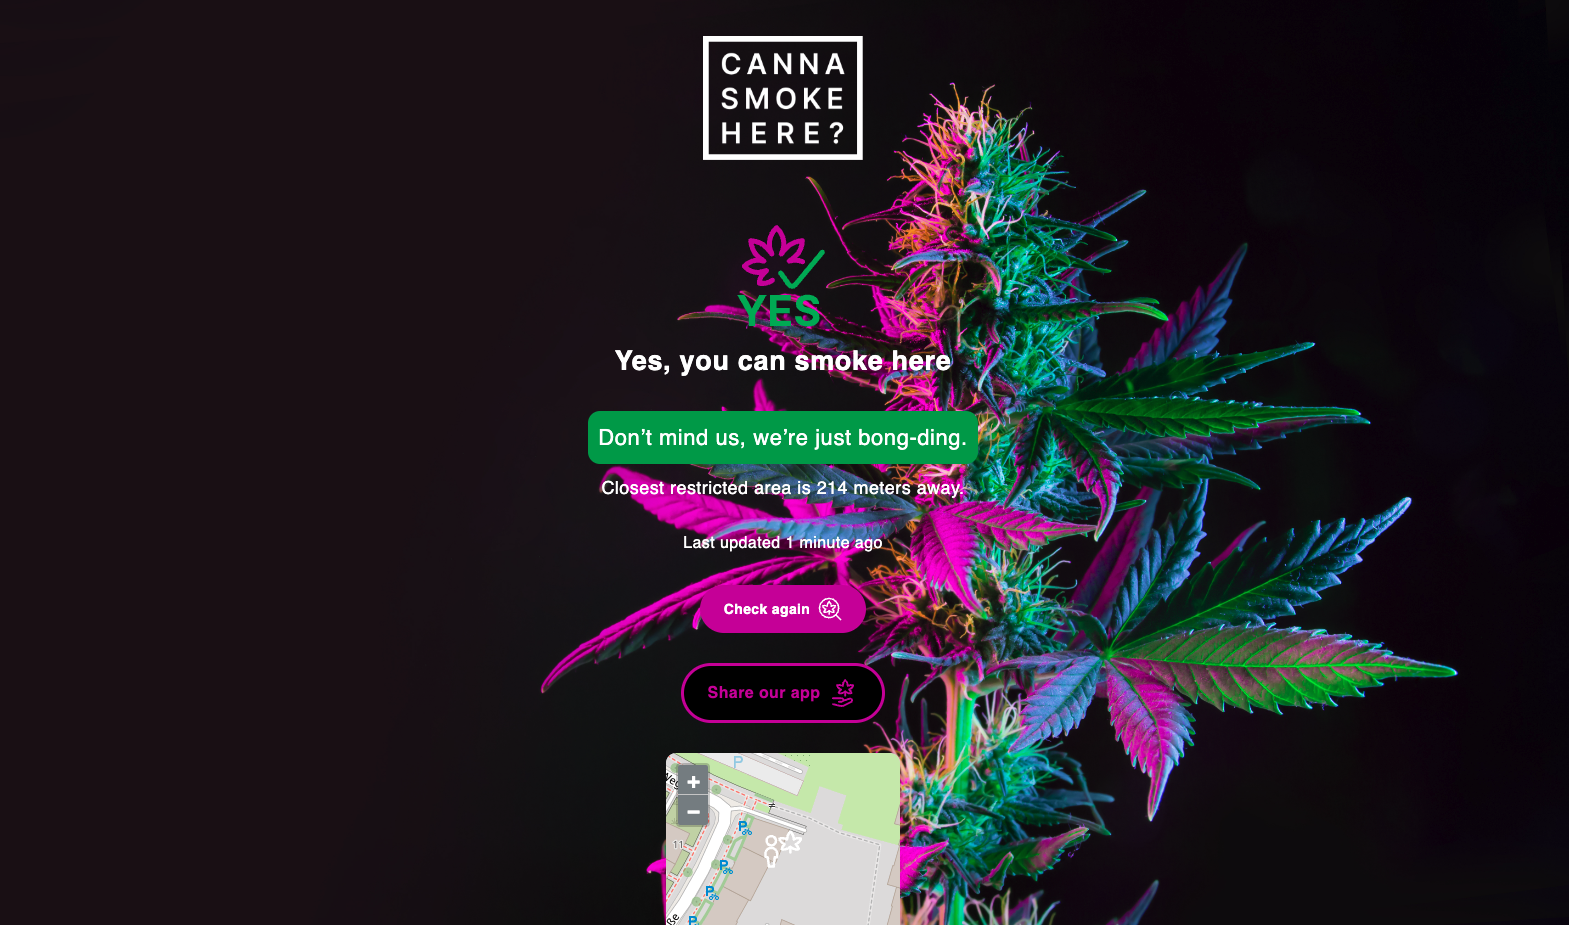 CANNA
SMOKE
HERE?
YES
Yes, you can smoke here
Don’t mind us, we’re just bong-ding.
Closest restricted area is 214 meters away.
Last updated 1 minute ago
Check again
Share our app
P
+
−
P
11
P
P
P